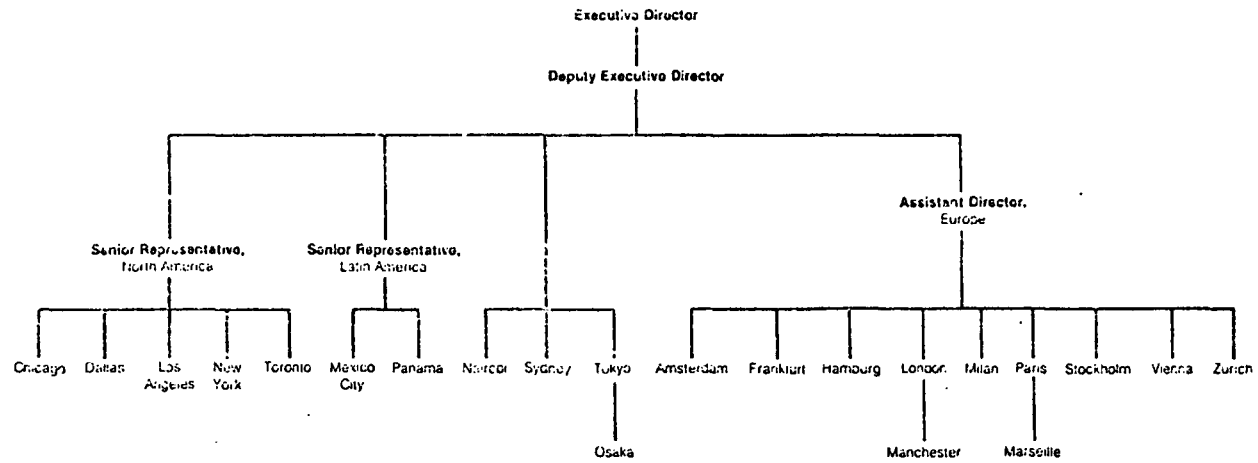 Executive Director
Deputy Executive Director
Assistant Director,
Europe
Senior Representative,
North America
Senior Representative,
Latin America
Chicago Dallas Los Angeles New York Toronto Mexico City Panama Nairobi Sydney Tokyo Amsterdam Frankfurt Hamburg London Milan Paris Stockholm Vienna Zurich
Osaka Manchester Marseille